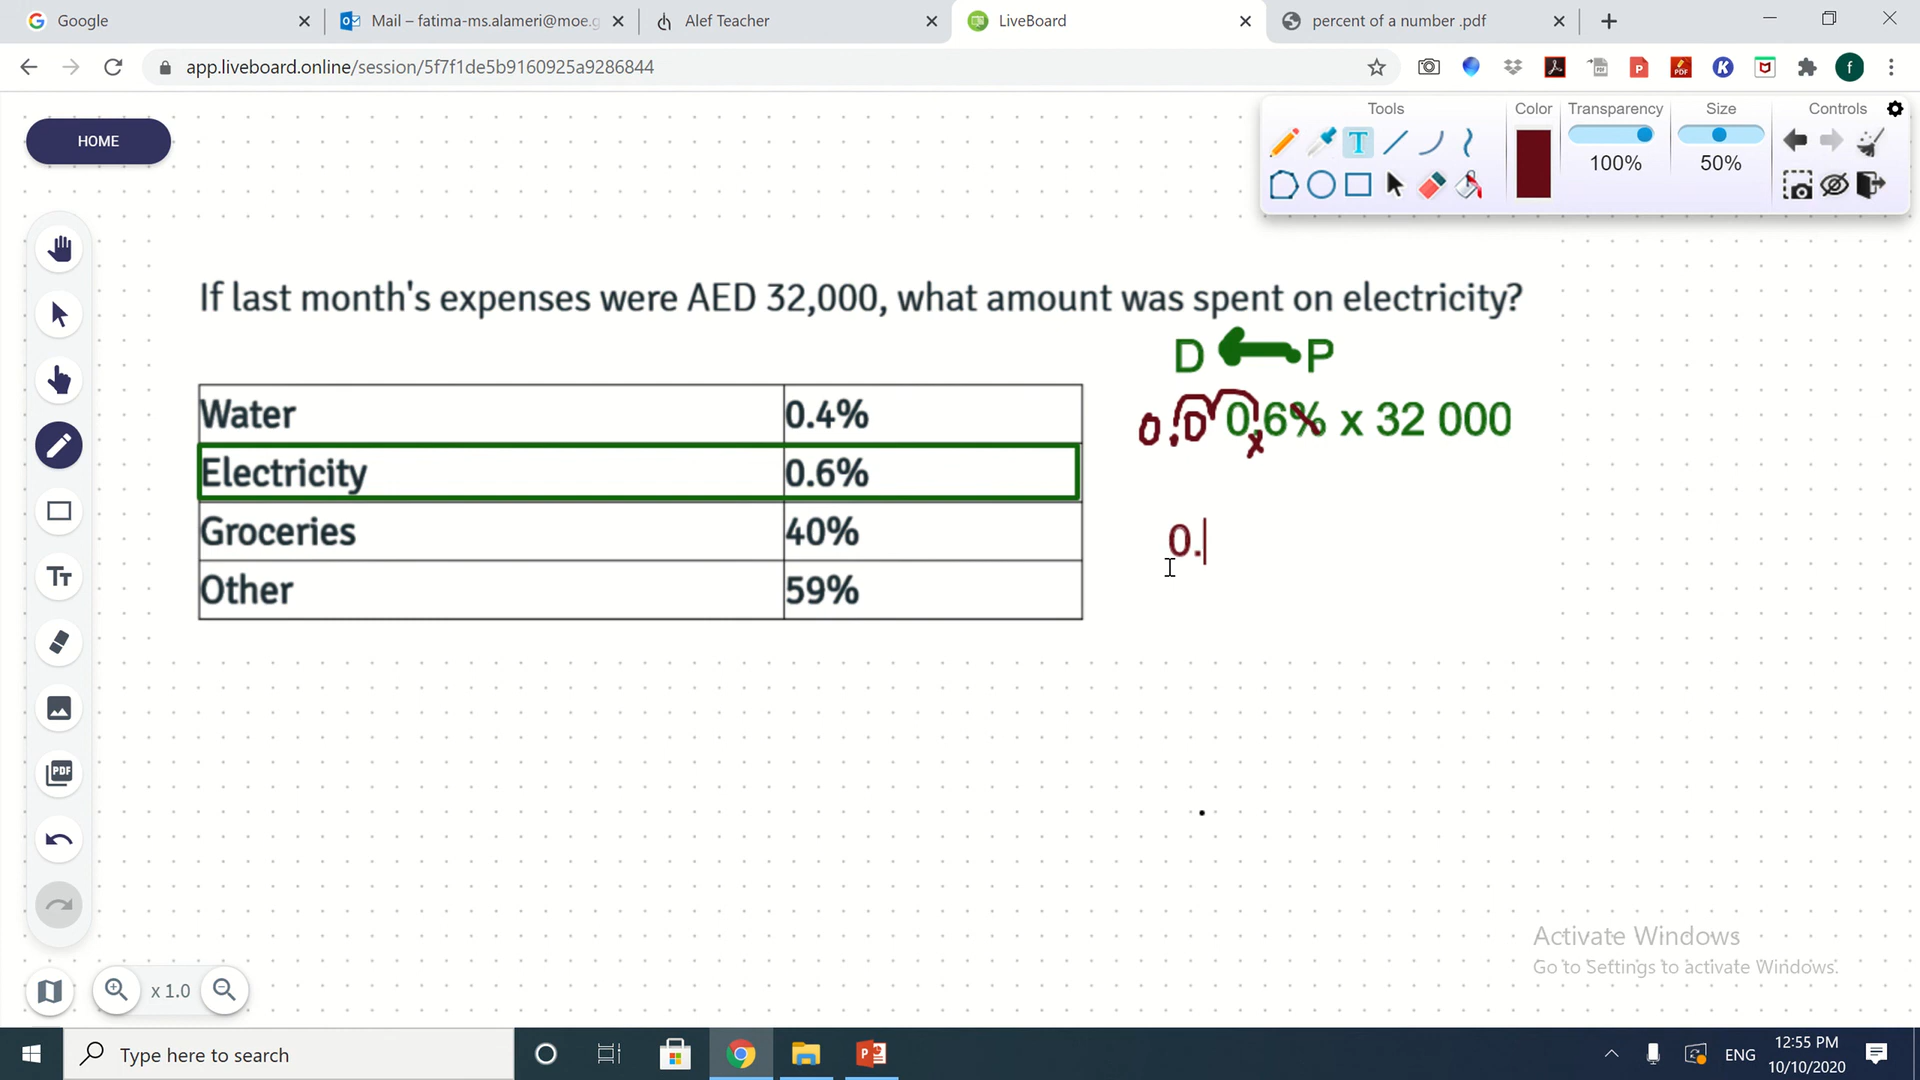 Google
Mail – fatima-ms.alameri@moe.g
Alef Teacher
LiveBoard
percent of a number .pdf
app.liveboard.online/session/5f7f1de5b9160925a9286844
f
HOME
Tools
Color
Transparency
Size
Controls
100%
50%
If last month's expenses were AED 32,000, what amount was spent on electricity?
D P
Water 0.4%
Electricity 0.6%
Groceries 40%
Other 59%
0.0 0.6% x 32 000
x
0.
PDF
x 1.0
Activate Windows
Go to Settings to activate Windows.
Type here to search
ENG
12:55 PM
10/10/2020